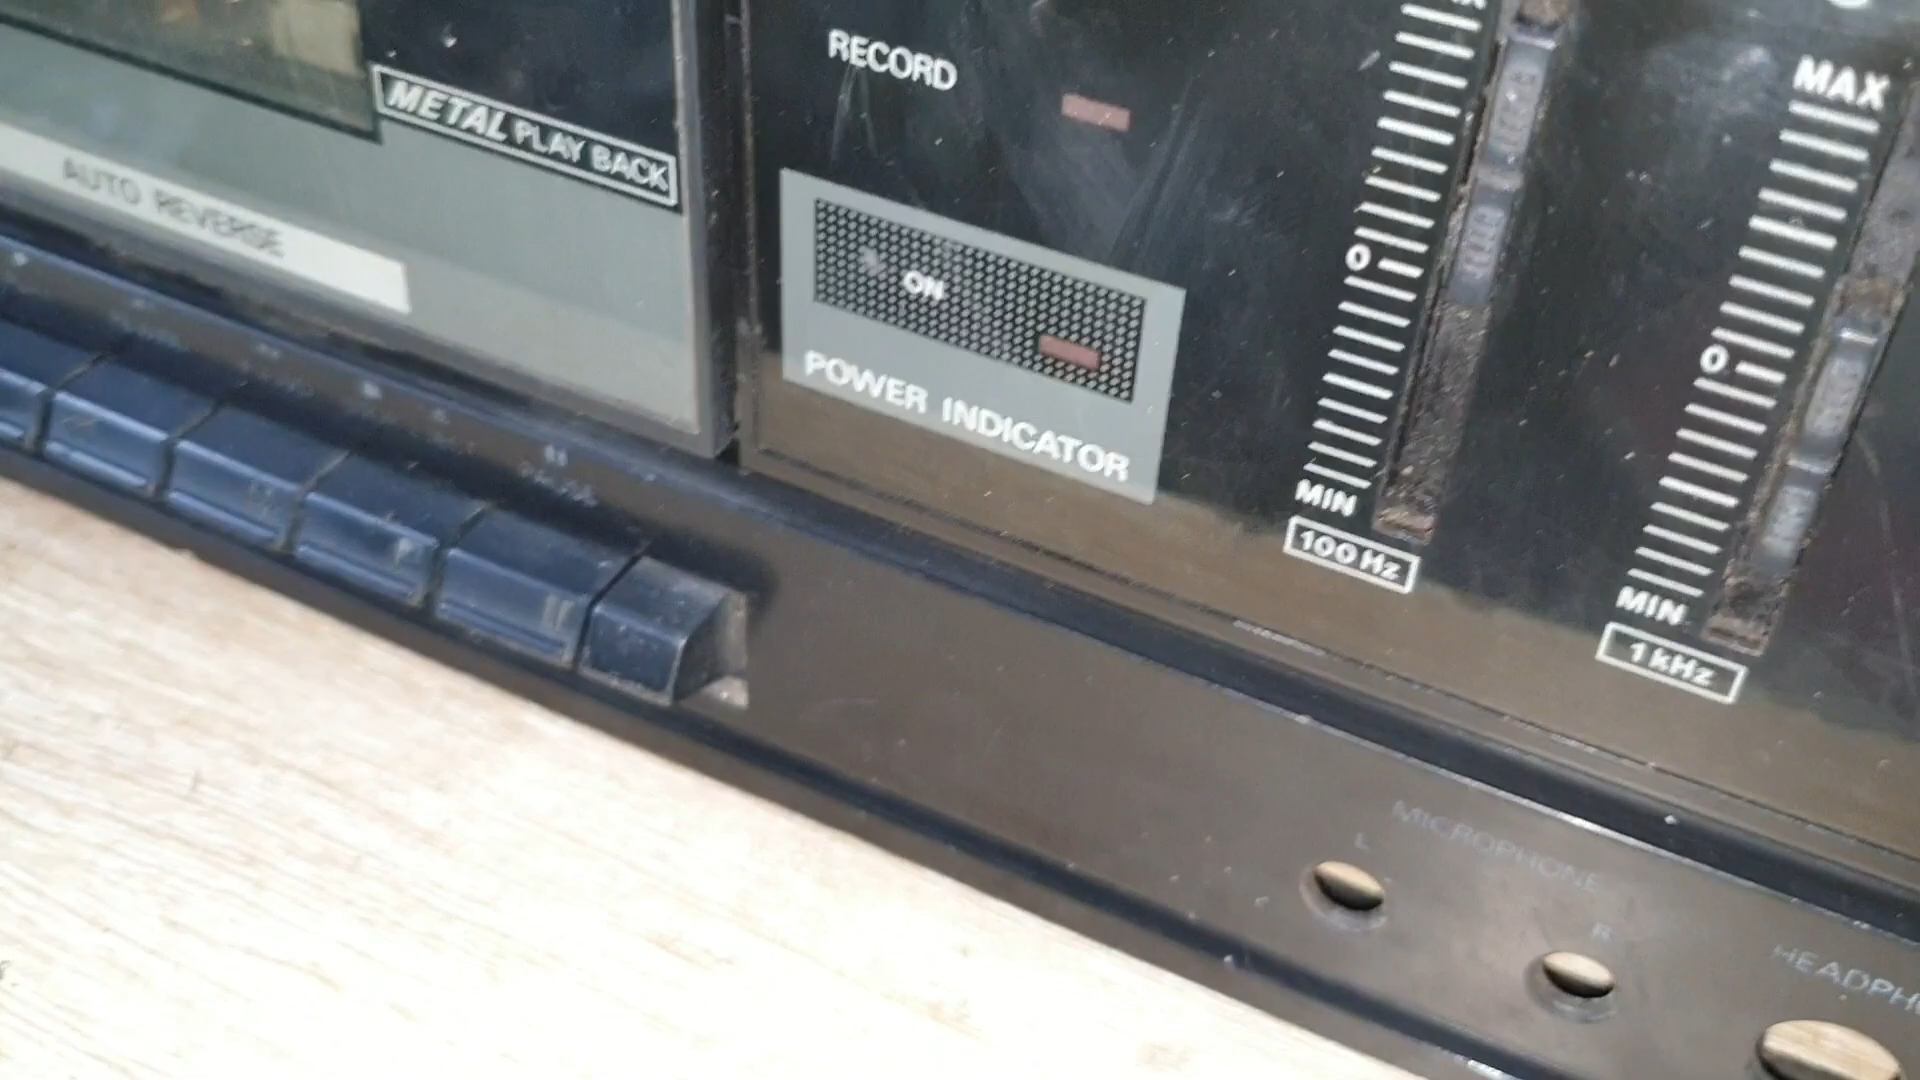 RECORD
METAL PLAY BACK
AUTO REVERSE
ON
POWER INDICATOR
0
MIN
100 Hz
MAX
0
MIN
1 kHz
MICROPHONE
L
R